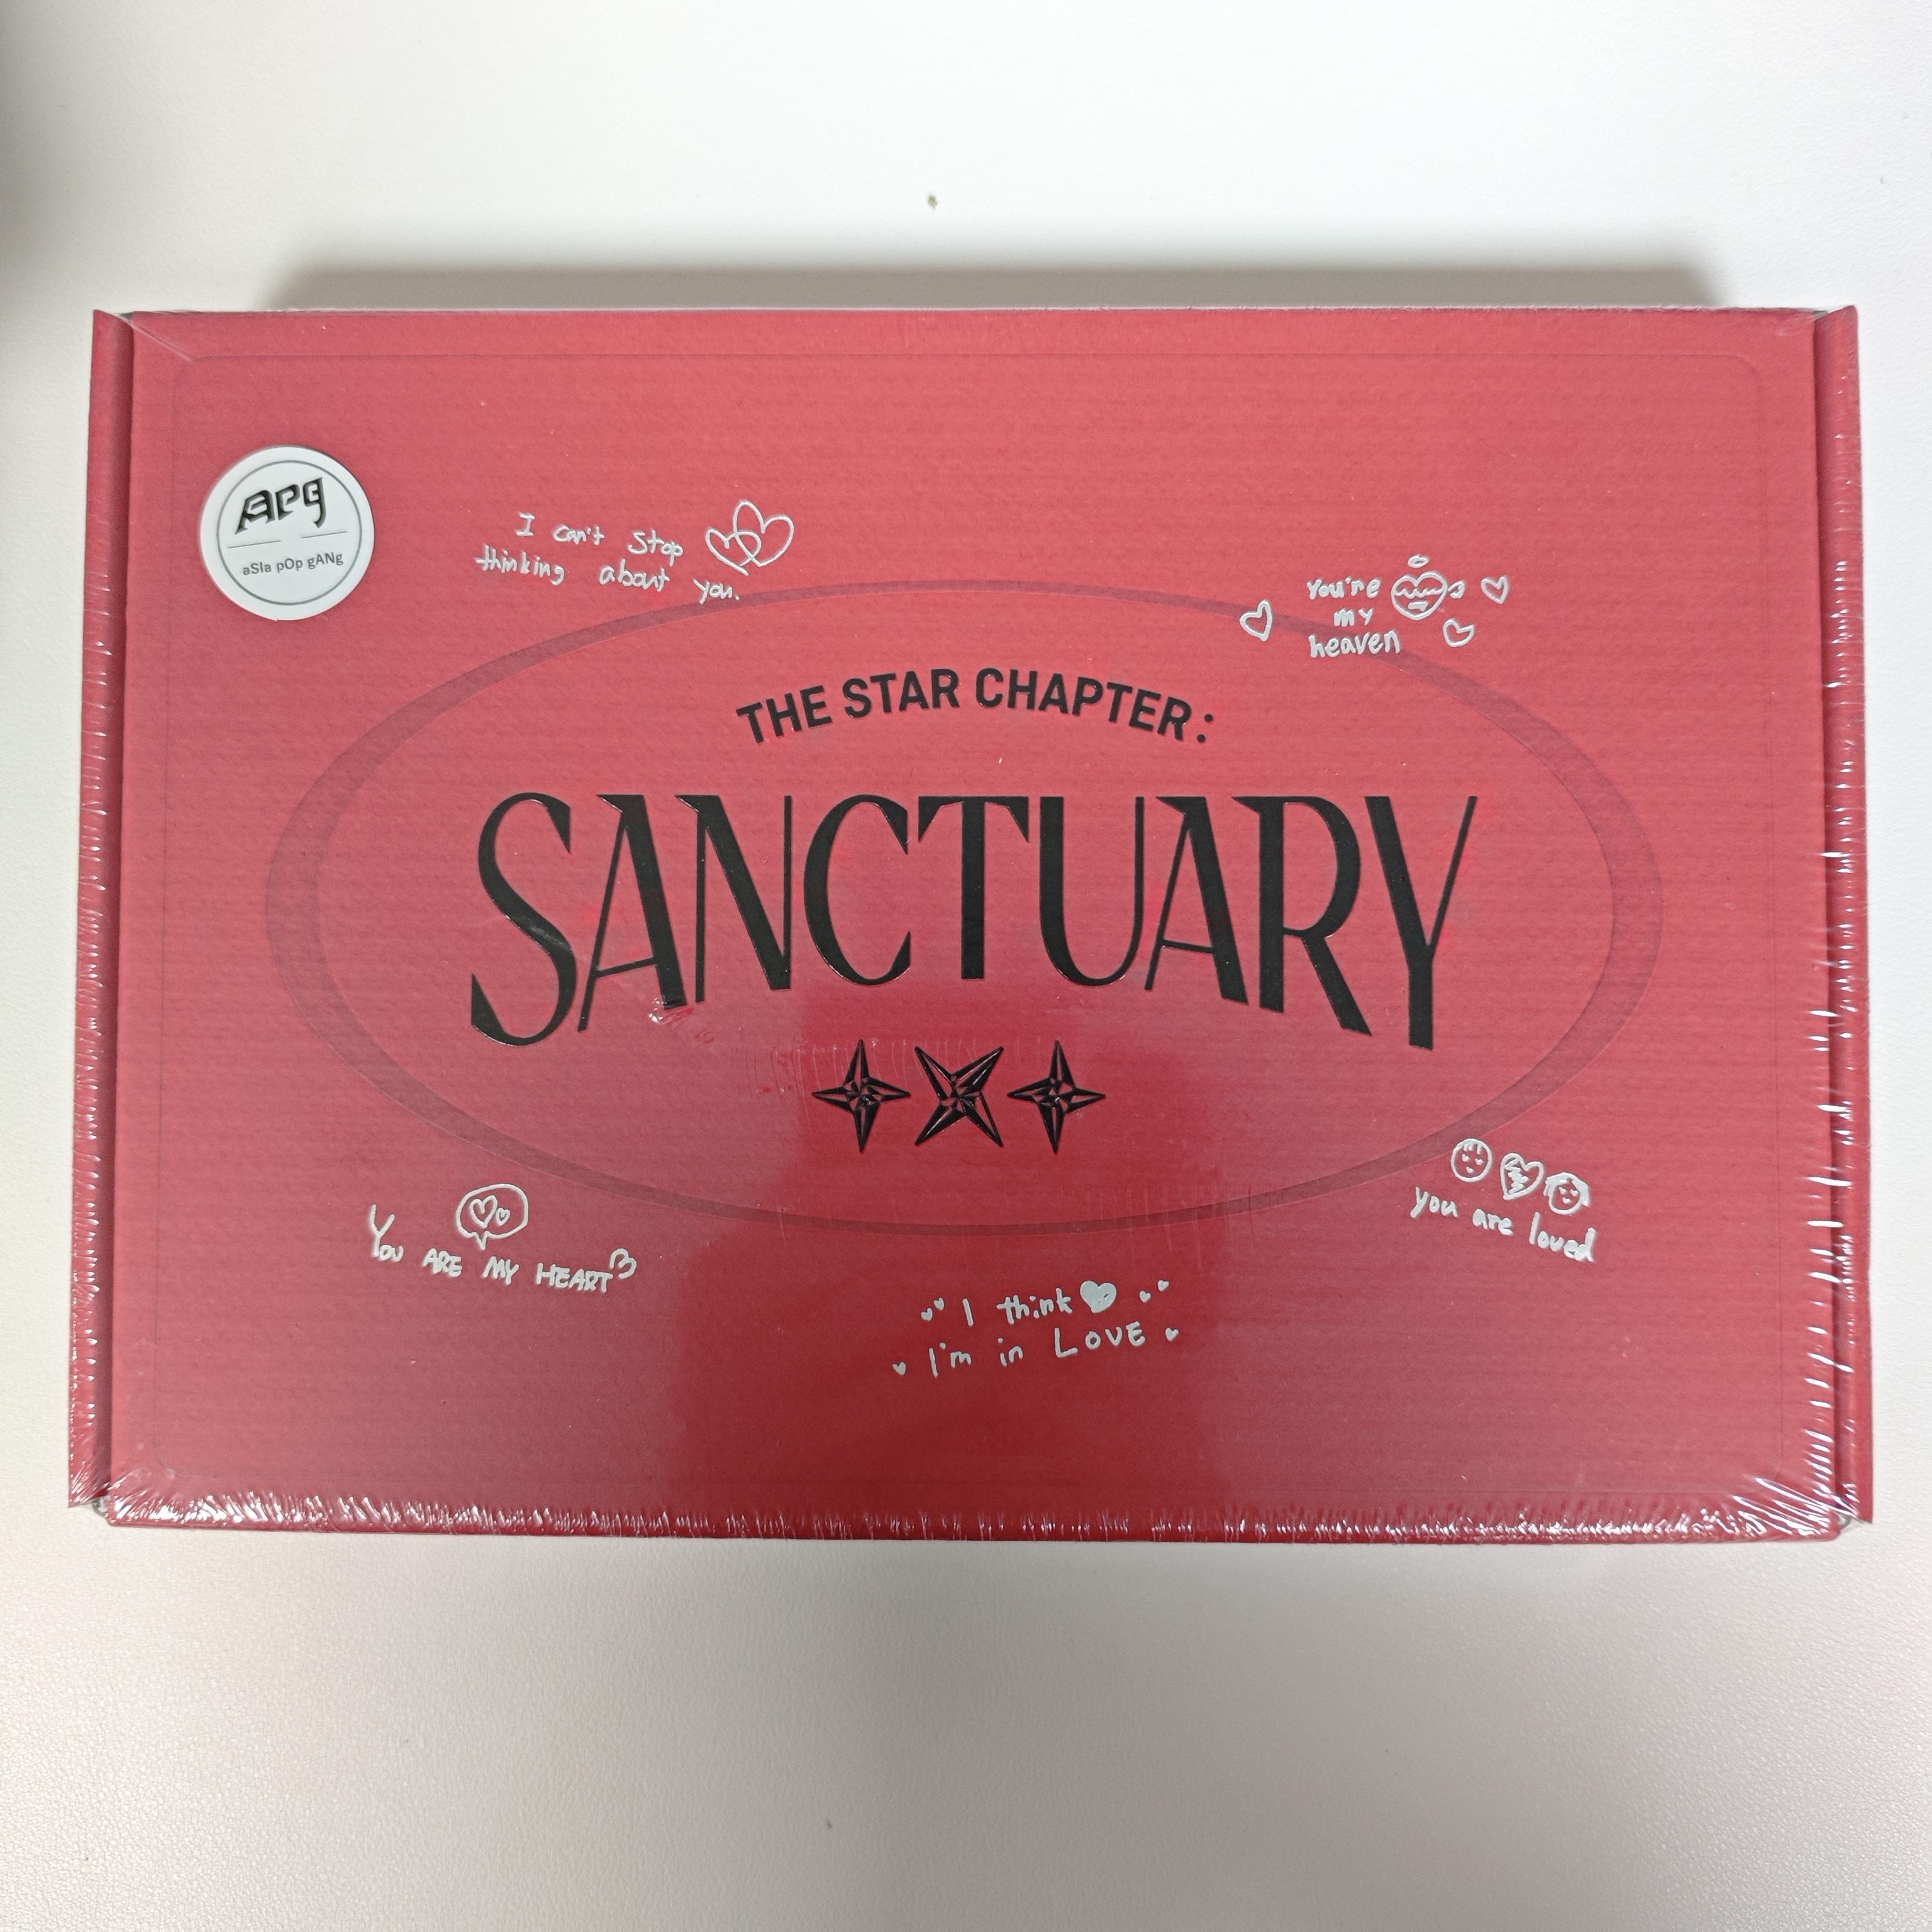 APG
aSIa pOp gANg
I can't stop
thinking about you.
You're
my
heaven
THE STAR CHAPTER:
SANCTUARY
YOU ARE MY HEART
you are loved
I think
I'm in LOVE